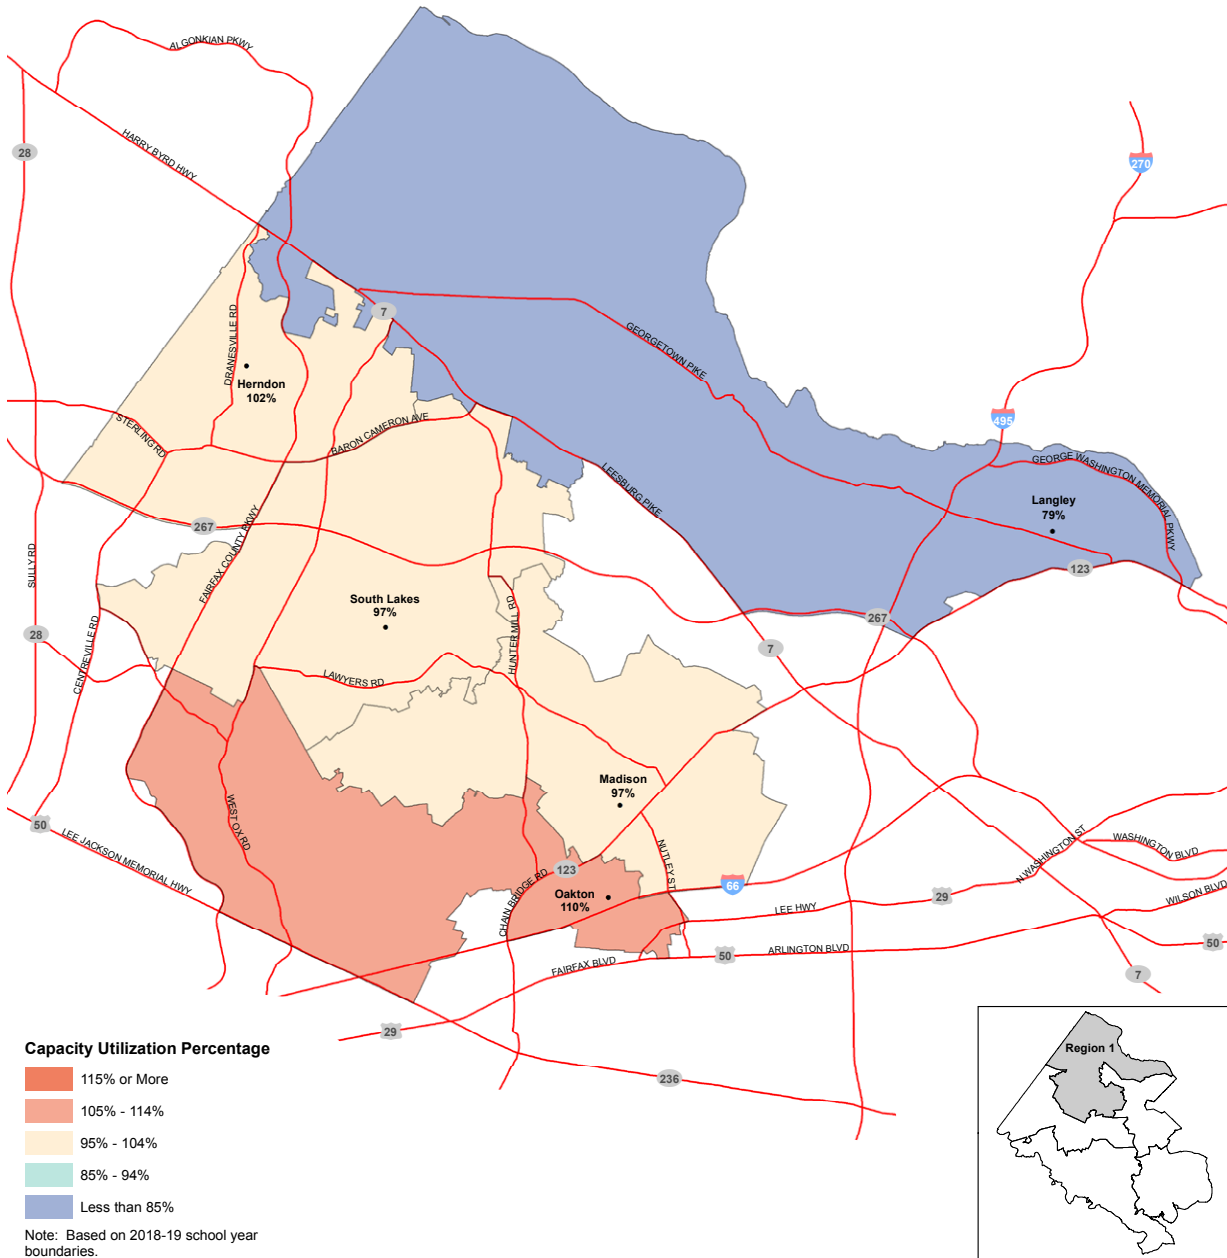 ALGONKIAN PKWY
HARRY BYRD HWY
28
270
7
DRANESVILLE RD
GEORGETOWN PIKE
Herndon
102%
STERLING RD
BARON CAMERON AVE
495
GEORGE WASHINGTON MEMORIAL PKWY
LEESBURG PIKE
Langley
79%
267
FAIRFAX COUNTY PKWY
SULLY RD
123
South Lakes
97%
HUNTER MILL RD
267
28
CENTREVILLE RD
7
LAWYERS RD
Madison
97%
WEST OX RD
50
LEE JACKSON MEMORIAL HWY
NUTLEY ST
N WASHINGTON ST
WASHINGTON BLVD
123
CHAIN BRIDGE RD
66
Oakton
110%
29
WILSON BLVD
LEE HWY
ARLINGTON BLVD
50
50
FAIRFAX BLVD
7
29
236
Capacity Utilization Percentage
115% or More
105% - 114%
95% - 104%
85% - 94%
Less than 85%
Note: Based on 2018-19 school year
boundaries.
Region 1